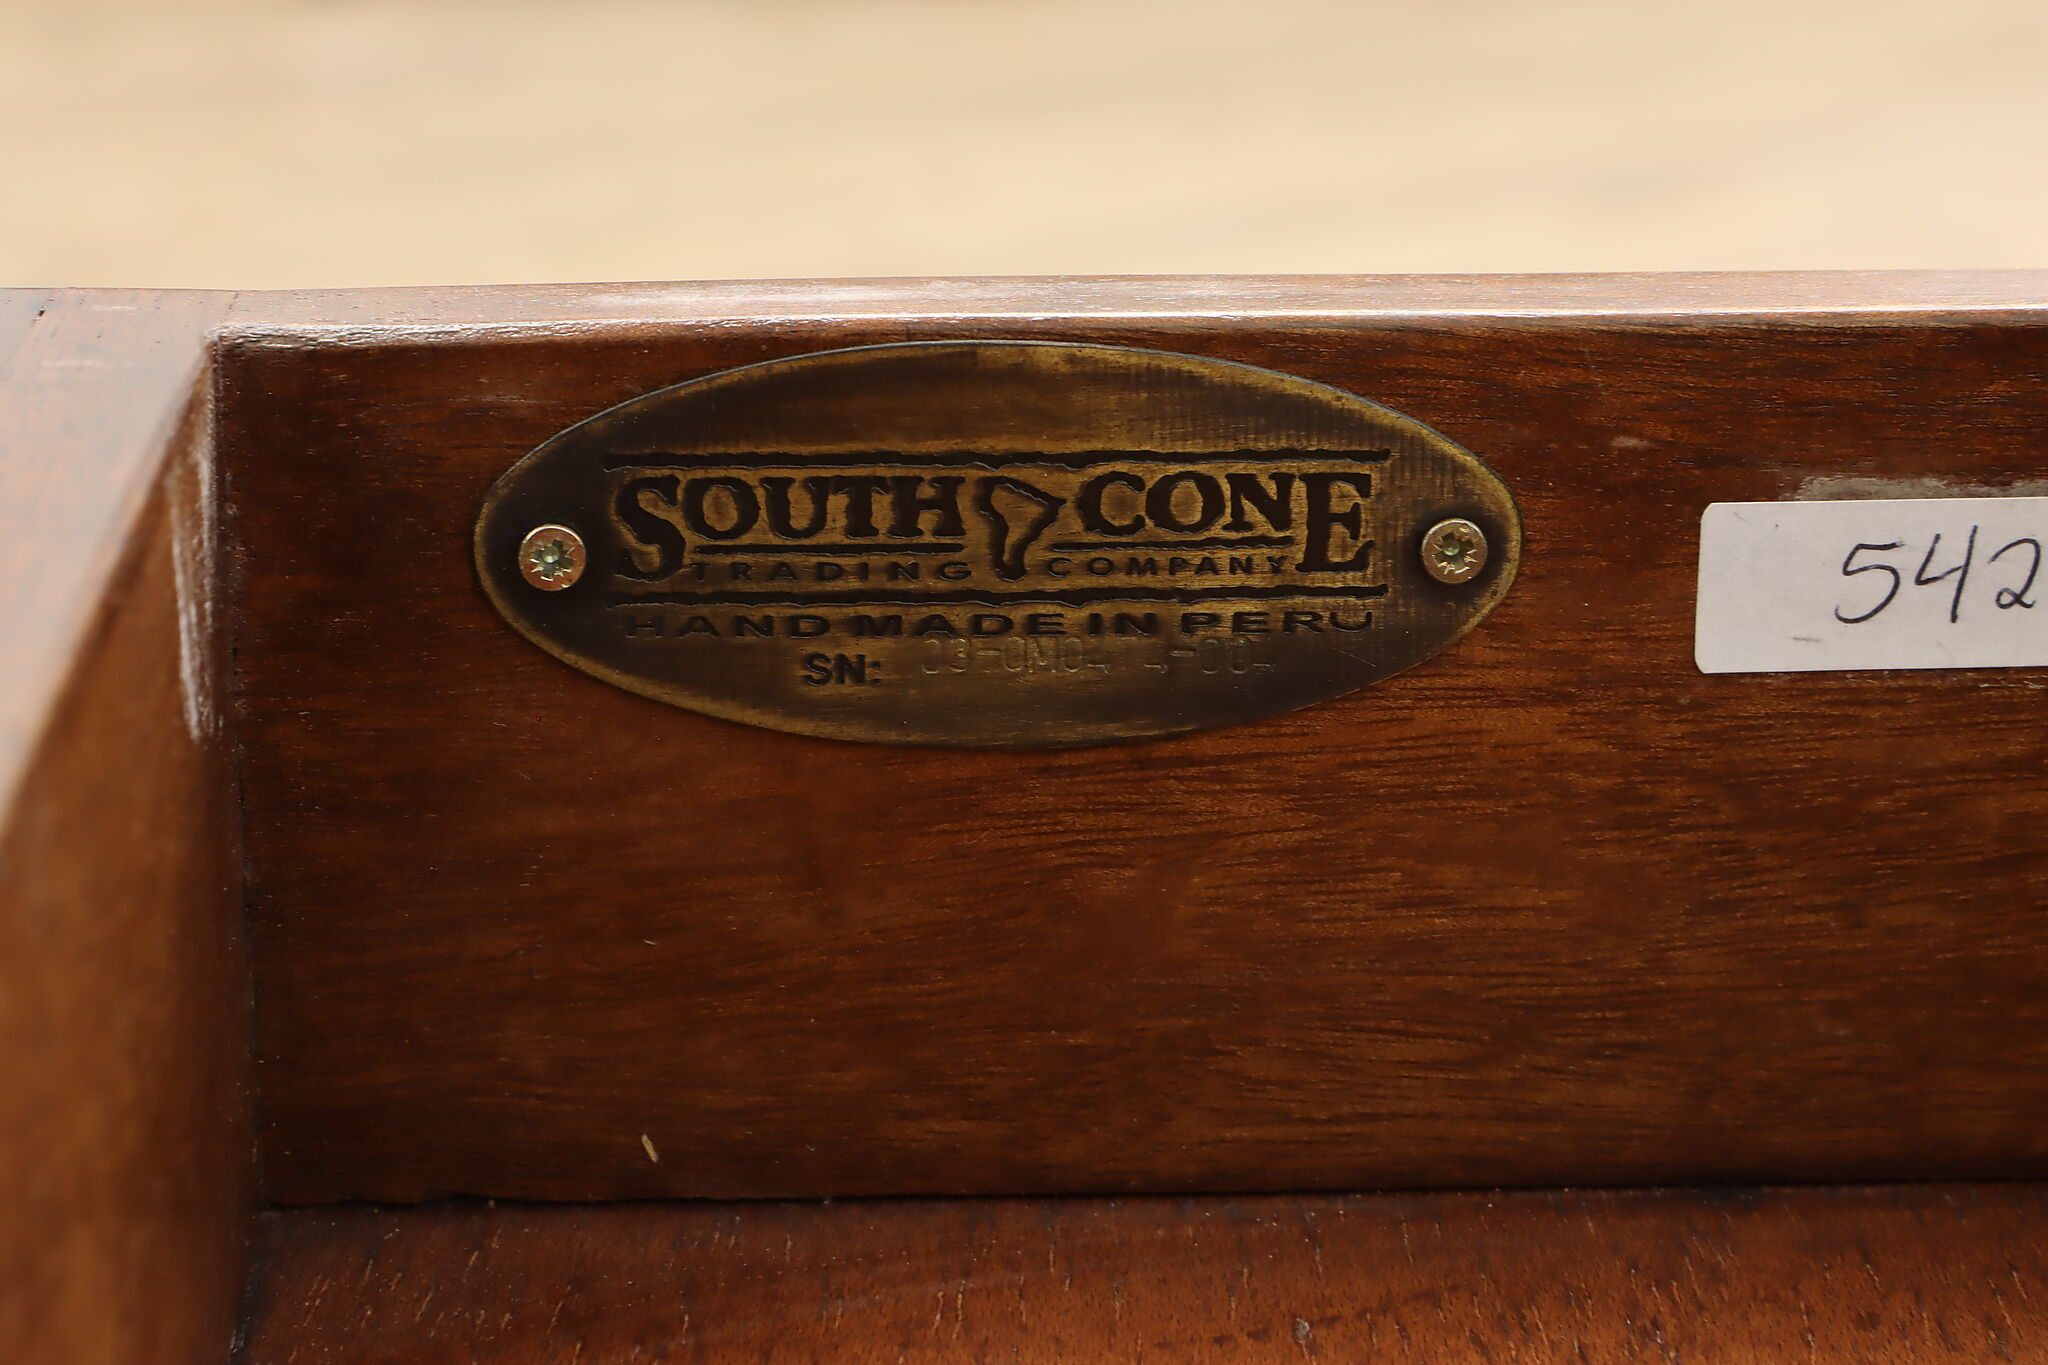 SOUTH CONE
TRADING COMPANY
HAND MADE IN PERU
SN:
542